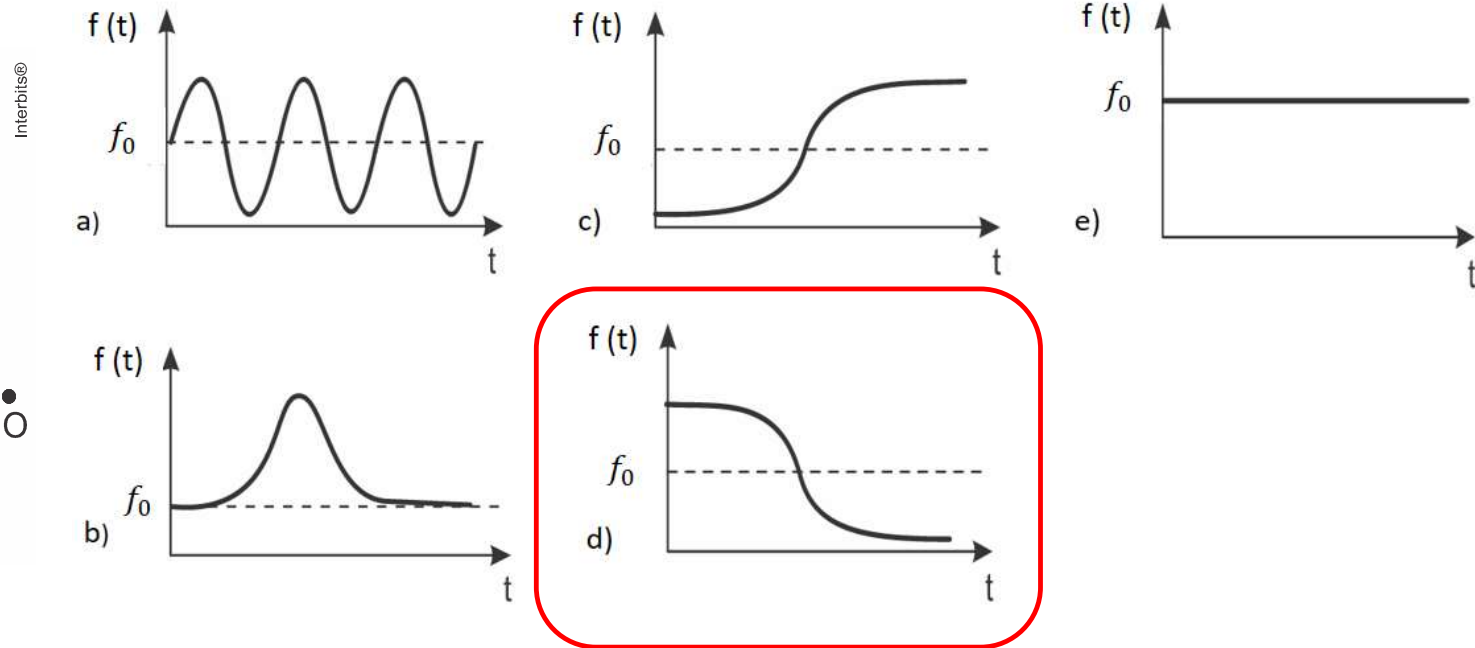 Interbits®
O
f (t)
f₀
a)
t
f (t)
f₀
c)
t
f (t)
f₀
e)
t
f (t)
f₀
b)
t
f (t)
f₀
d)
t